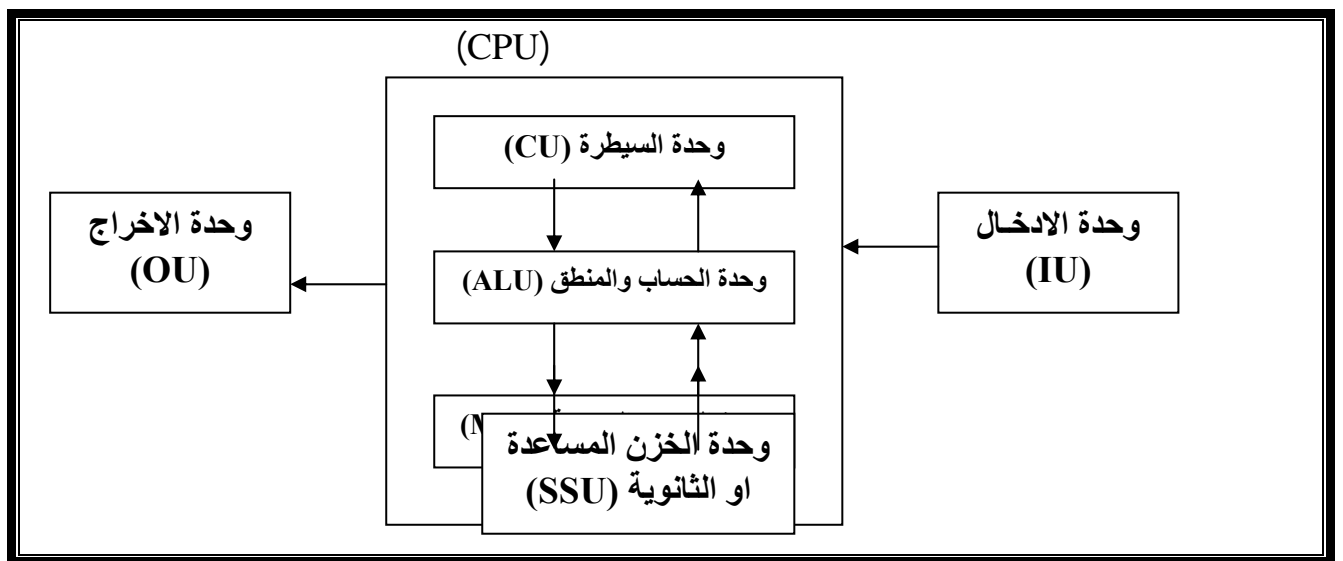 (CPU)
وحدة السيطرة (CU)
وحدة الادخـال
(IU)
وحدة الاخراج
(OU)
وحدة الحساب والمنطق (ALU)
وحدة الخزن المساعدة
او الثانوية (SSU)